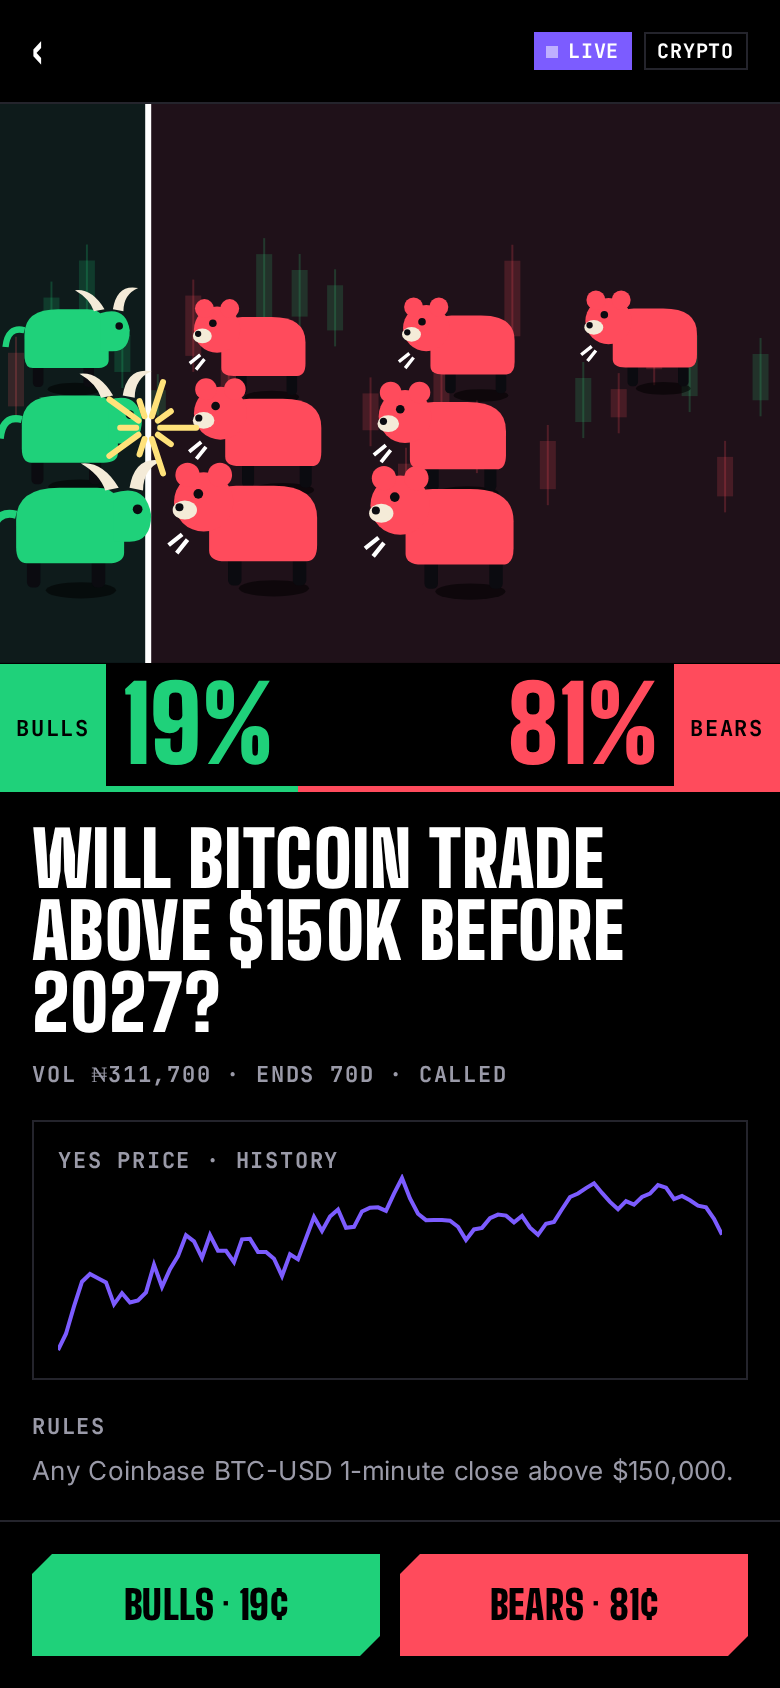 LIVE
CRYPTO
BULLS
19%
81%
BEARS
WILL BITCOIN TRADE
ABOVE $150K BEFORE
2027?
VOL ₦311,700 · ENDS 70D · CALLED
YES PRICE · HISTORY
RULES
Any Coinbase BTC-USD 1-minute close above $150,000.
BULLS · 19¢
BEARS · 81¢